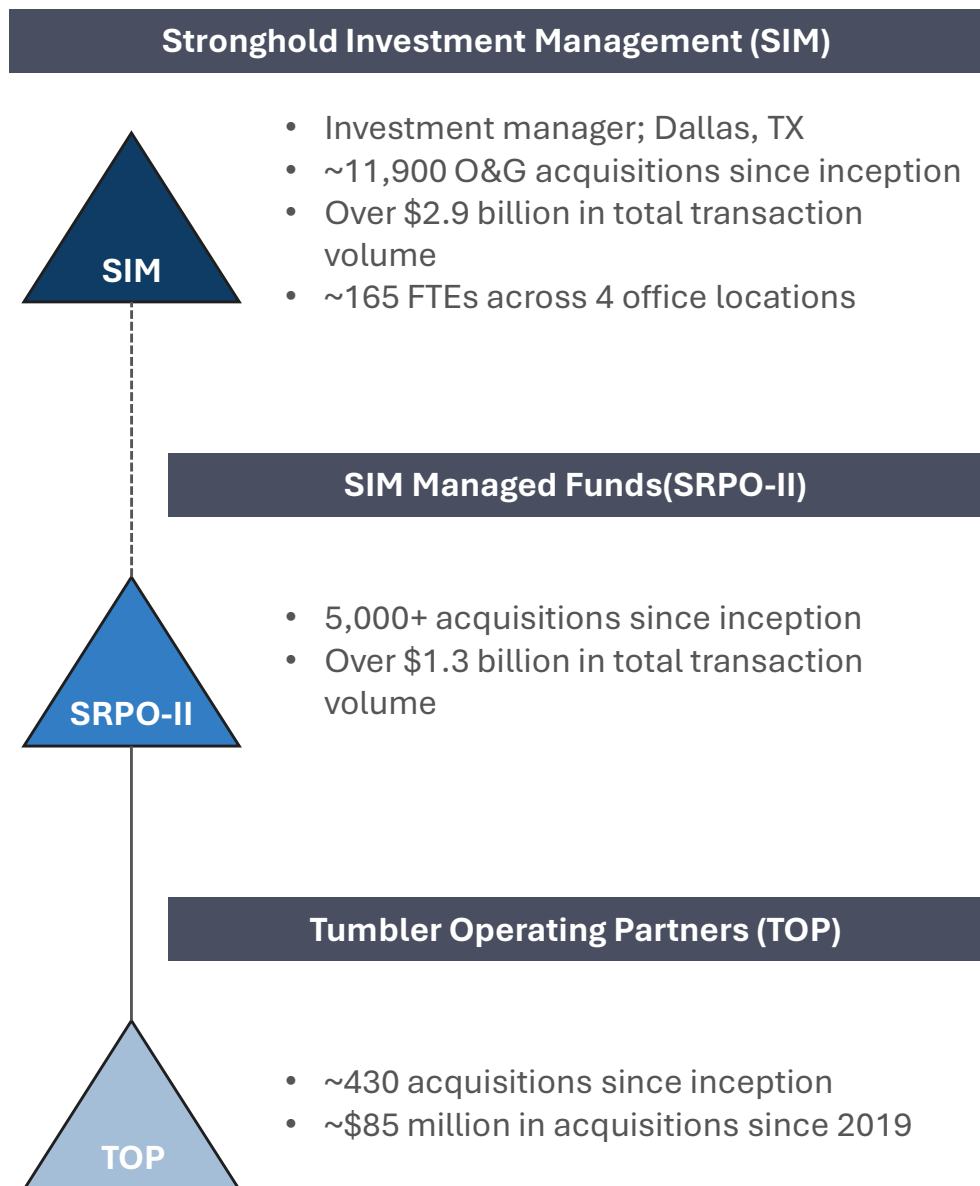 Stronghold Investment Management (SIM)
• Investment manager; Dallas, TX
• ~11,900 O&G acquisitions since inception
• Over $2.9 billion in total transaction
volume
• ~165 FTEs across 4 office locations
SIM
SIM Managed Funds(SRPO-II)
• 5,000+ acquisitions since inception
• Over $1.3 billion in total transaction
volume
SRPO-II
Tumbler Operating Partners (TOP)
• ~430 acquisitions since inception
• ~$85 million in acquisitions since 2019
TOP